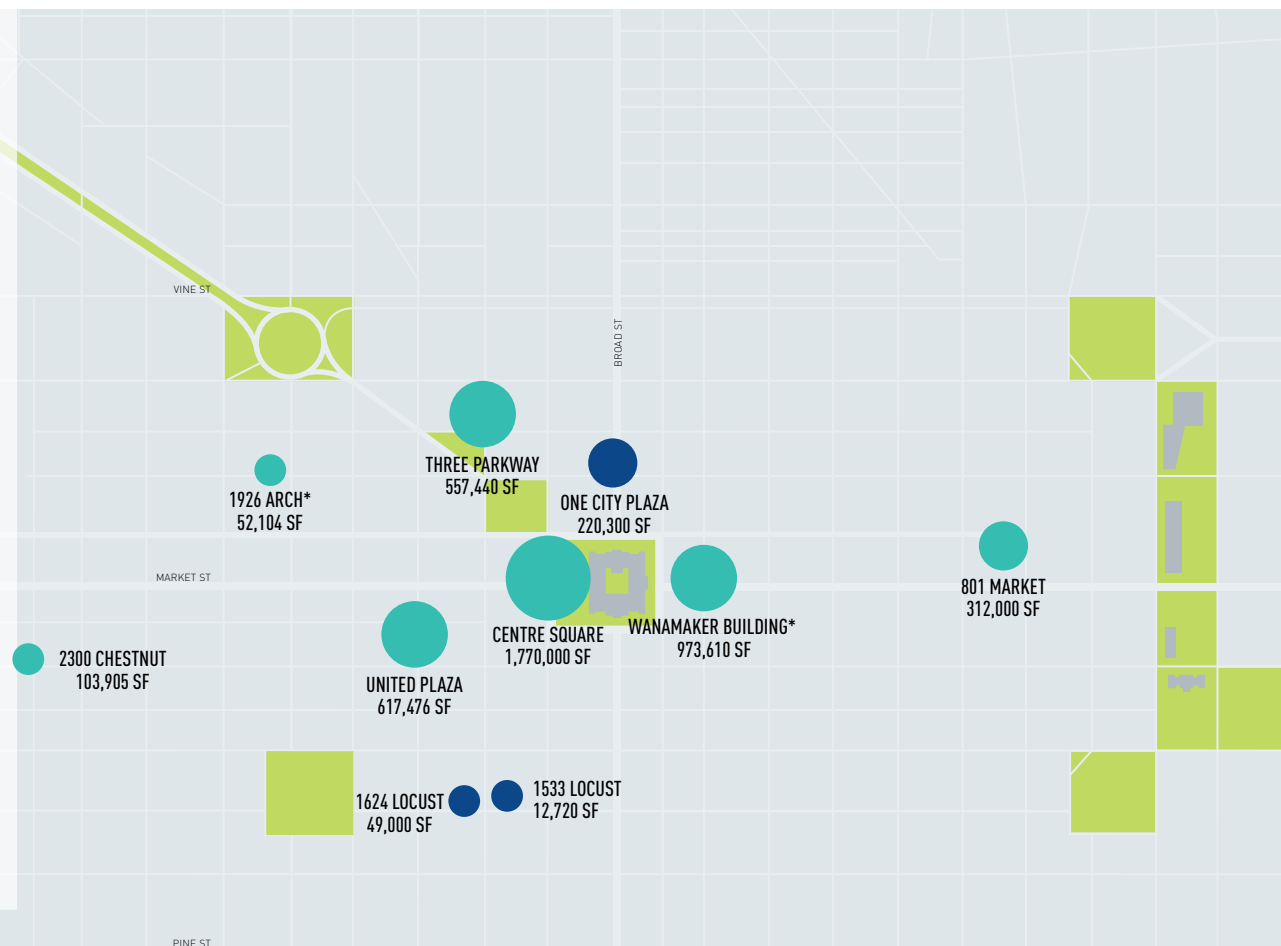 VINE ST
BROAD ST
THREE PARKWAY
557,440 SF
1926 ARCH*
52,104 SF
ONE CITY PLAZA
220,300 SF
MARKET ST
801 MARKET
312,000 SF
CENTRE SQUARE
1,770,000 SF
WANAMAKER BUILDING*
973,610 SF
2300 CHESTNUT
103,905 SF
UNITED PLAZA
617,476 SF
1624 LOCUST
49,000 SF
1533 LOCUST
12,720 SF
PINE ST